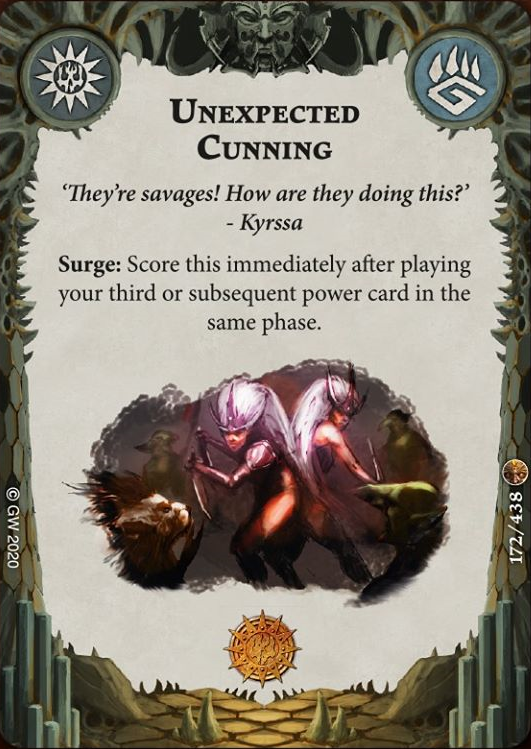 UNEXPECTED
CUNNING
‘They’re savages! How are they doing this?’
- Kyrssa
Surge: Score this immediately after playing
your third or subsequent power card in the
same phase.
© GW 2020
172/438